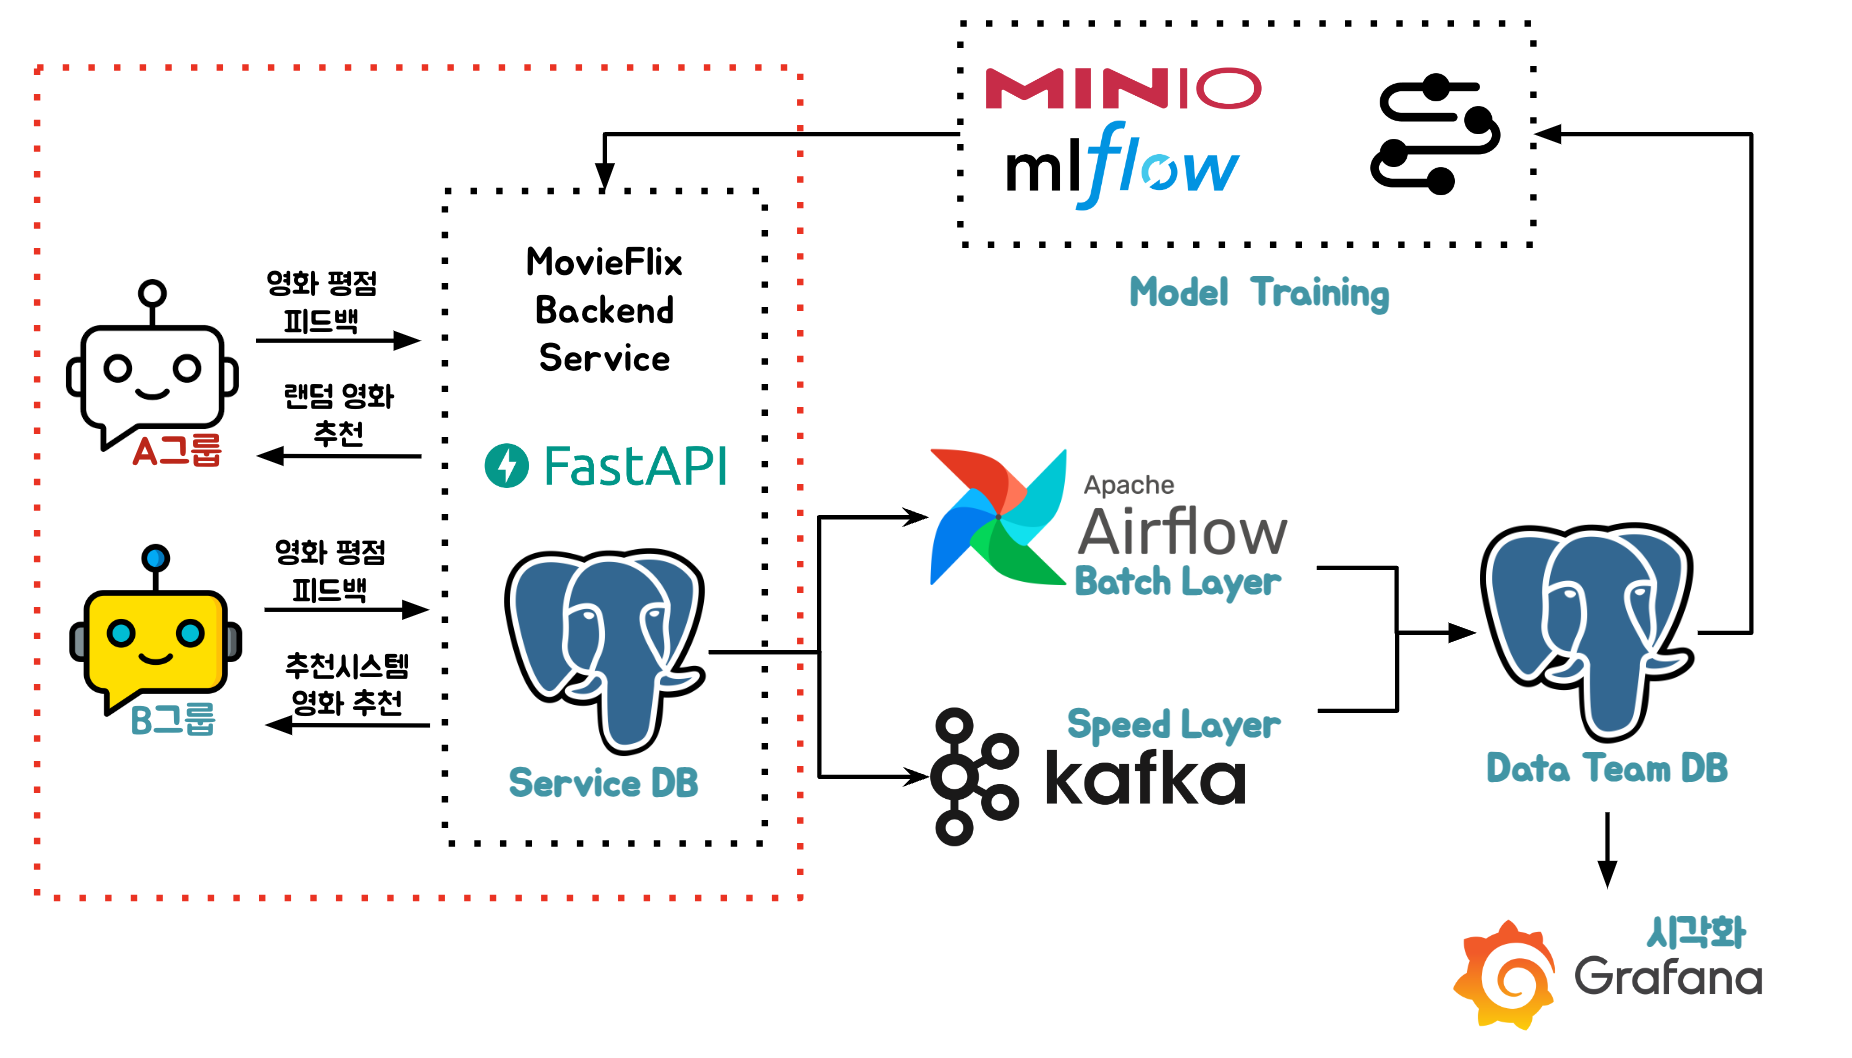 MINIO
mlflow
Model Training
MovieFlix
Backend
Service
FastAPI
Service DB
영화 평점
피드백
랜덤 영화
추천
A그룹
영화 평점
피드백
추천시스템
영화 추천
B그룹
Apache
Airflow
Batch Layer
Speed Layer
kafka
Data Team DB
시각화
Grafana